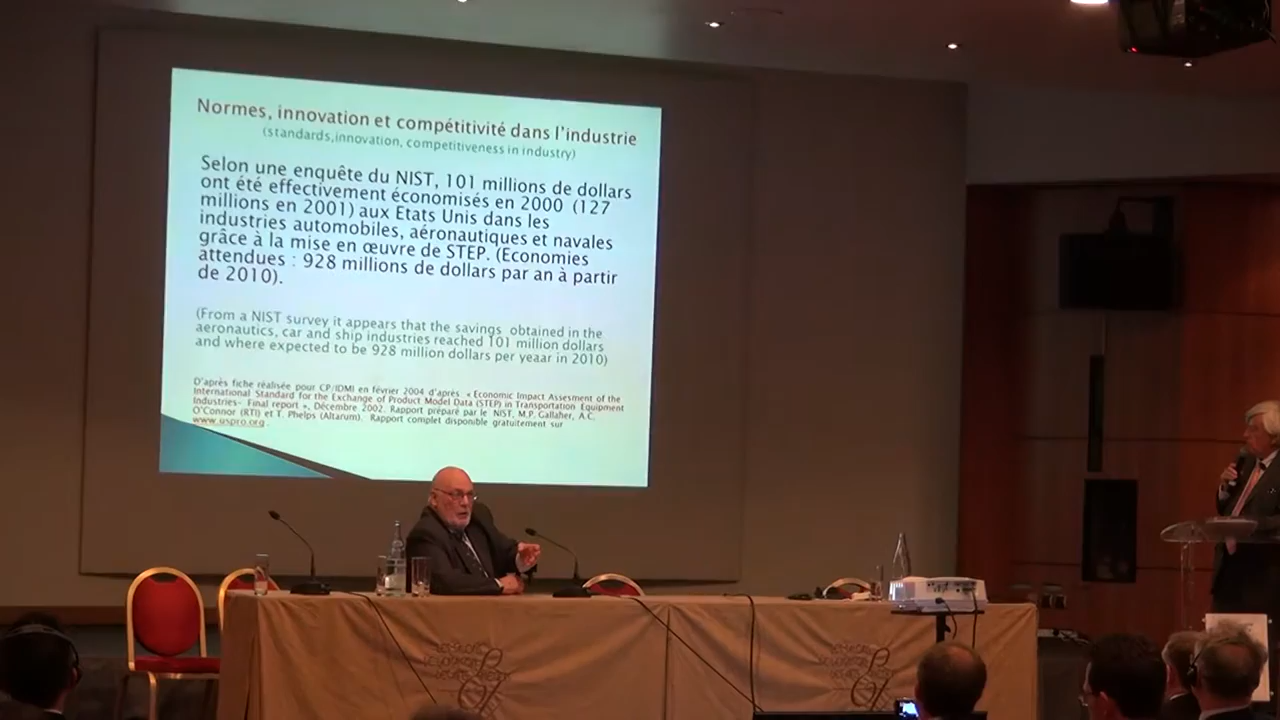 Normes, innovation et compétitivité dans l'industrie
(standards,innovation, competitiveness in industry)
Selon une enquête du NIST, 101 millions de dollars
ont été effectivement économisés en 2000 (127
millions en 2001) aux Etats Unis dans les
industries automobiles, aéronautiques et navales
grâce à la mise en œuvre de STEP. (Economies
attendues : 928 millions de dollars par an à partir
de 2010).
(From a NIST survey it appears that the savings obtained in the
aeronautics, car and ship industries reached 101 million dollars
and where expected to be 928 million dollars per yeaar in 2010)
D'après fiche réalisée pour CP/IDMI en février 2004 d'après « Economic Impact Assesment of the
International Standard for the Exchange of Product Model Data (STEP) in Transportation Equipment
Industries- Final report », Décembre 2002. Rapport préparé par le NIST, M.P. Gallaher, A.C.
O'Connor (RTI) et T. Phelps (Altarum). Rapport complet disponible gratuitement sur
www.uspro.org .